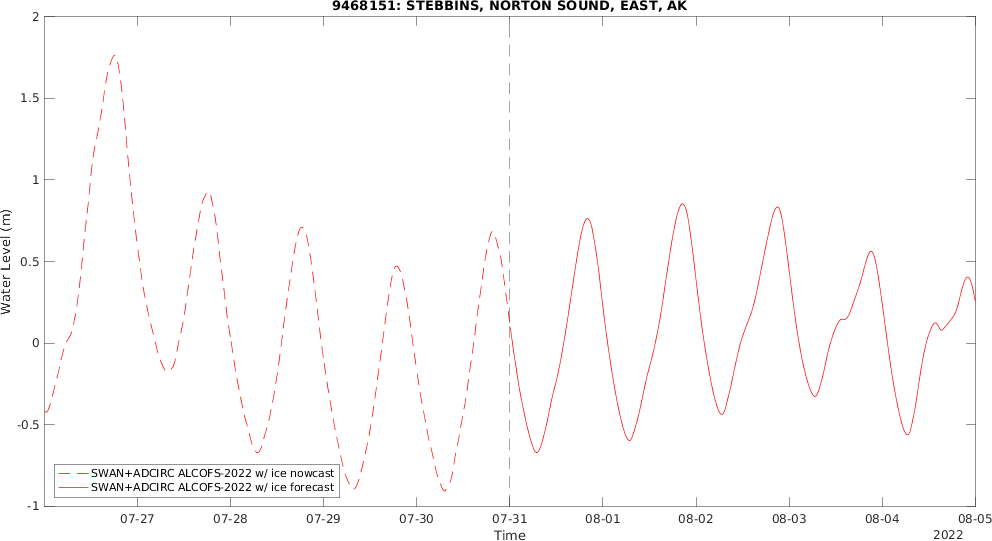 9468151: STEBBINS, NORTON SOUND, EAST, AK
Water Level (m)
2
1.5
1
0.5
0
-0.5
-1
SWAN+ADCIRC ALCOFS-2022 w/ ice nowcast
SWAN+ADCIRC ALCOFS-2022 w/ ice forecast
07-27 07-28 07-29 07-30 07-31 08-01 08-02 08-03 08-04 08-05
Time
2022